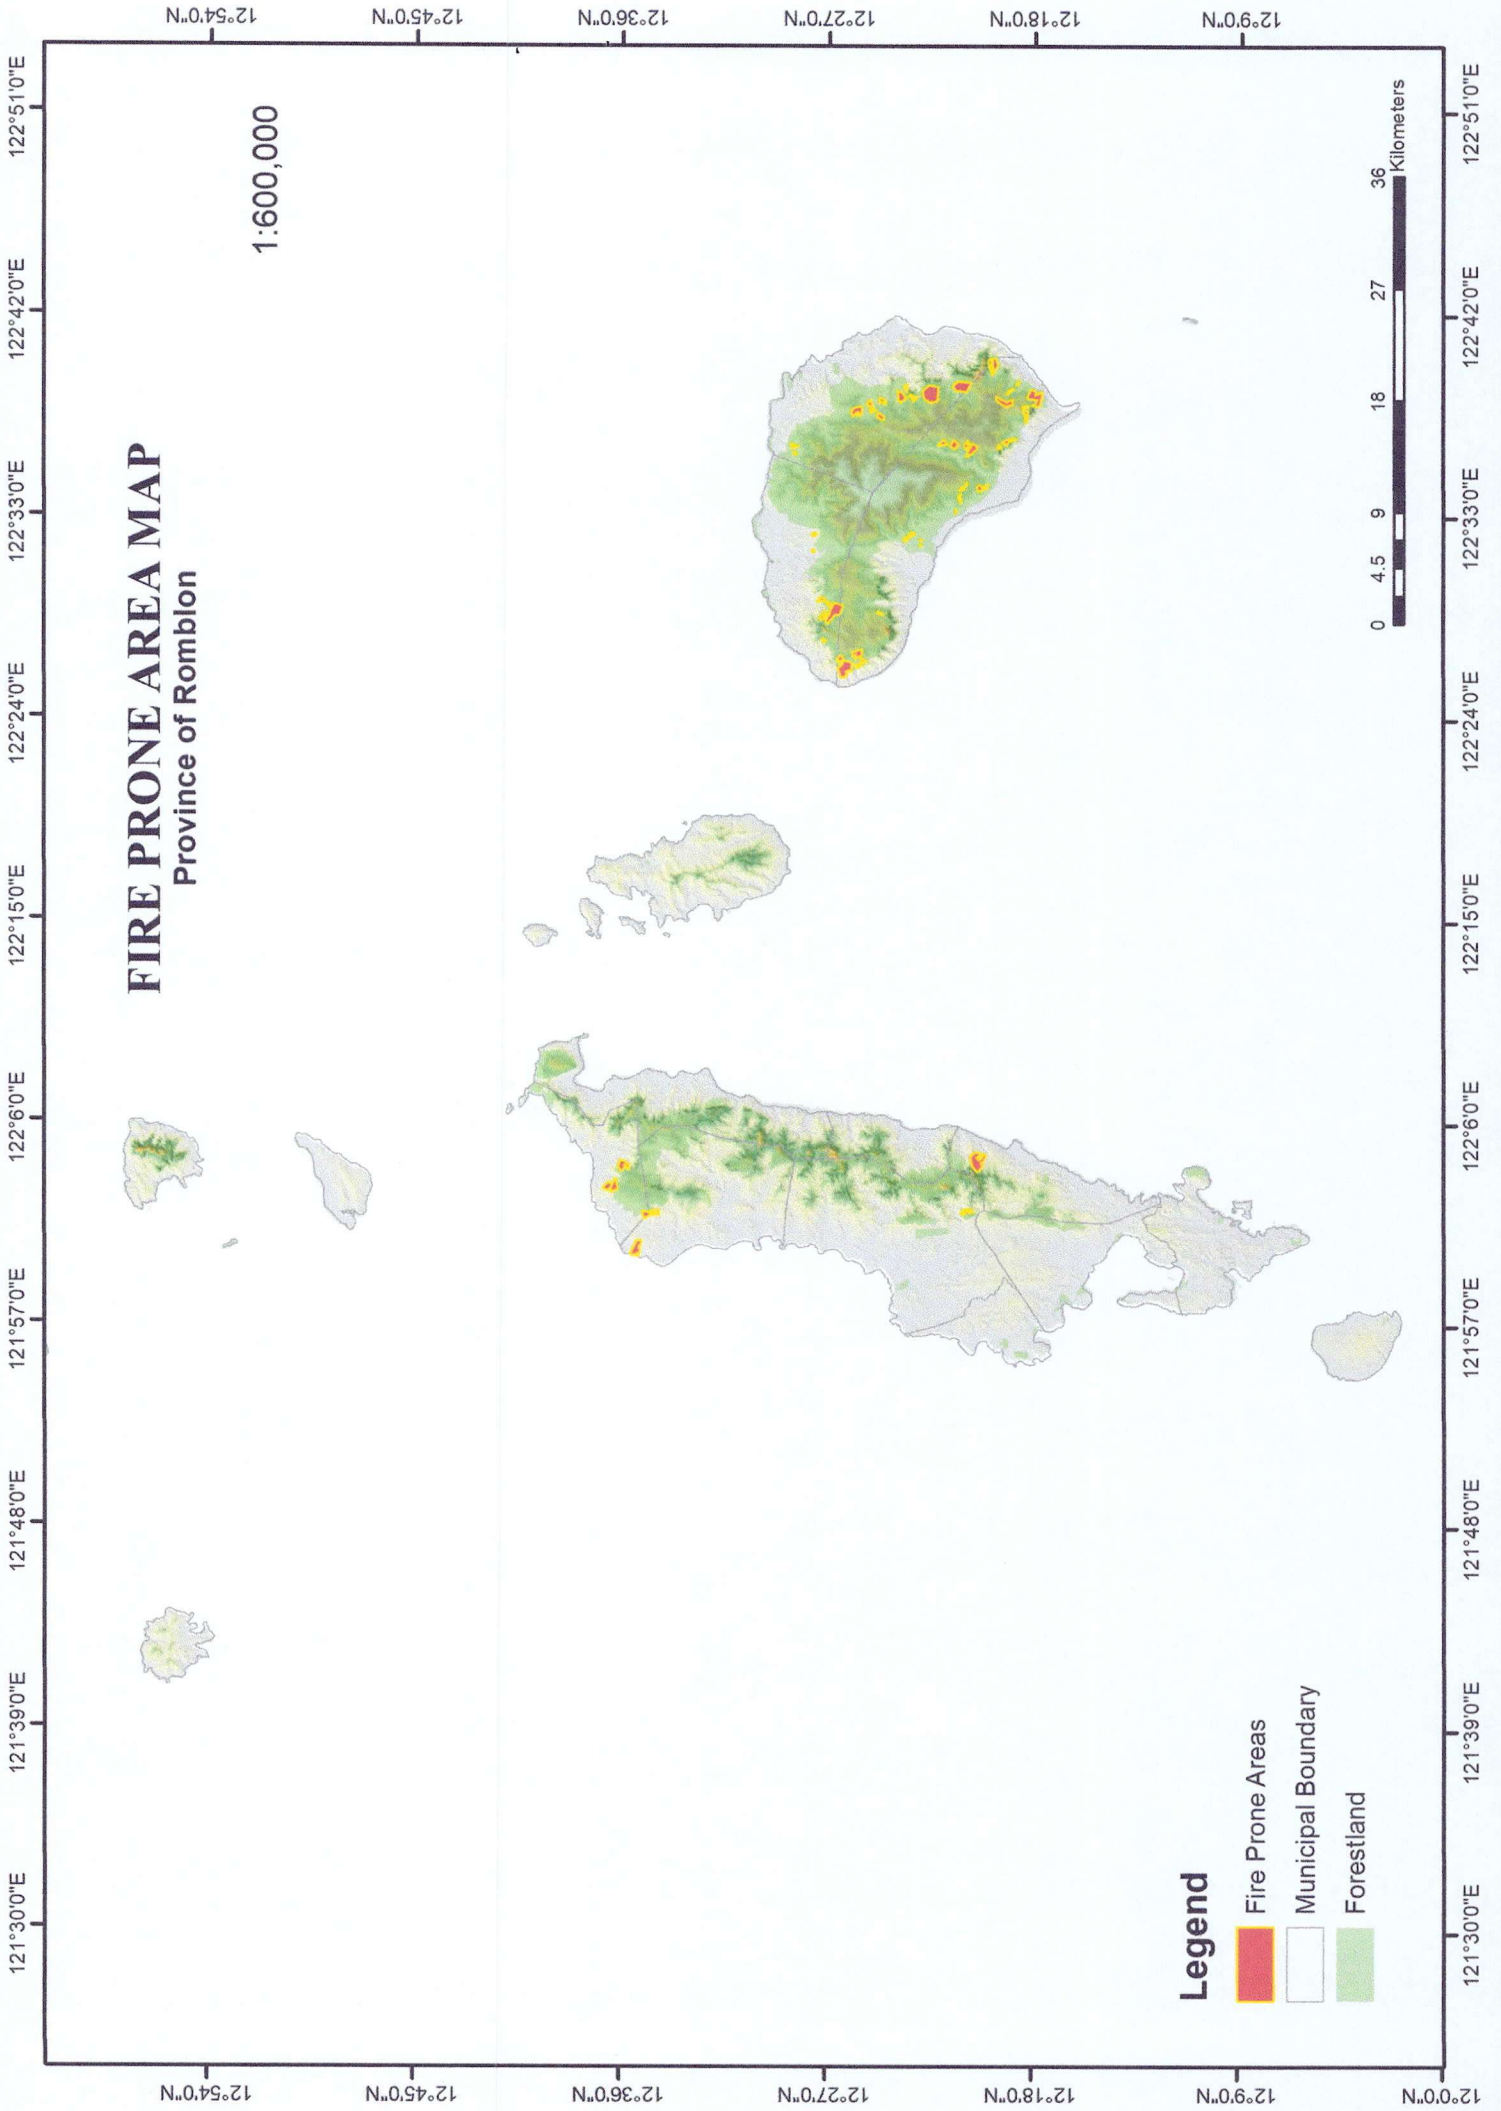 FIRE PRONE AREA MAP
Province of Romblon
1:600,000
121°30'0"E
121°39'0"E
121°48'0"E
121°57'0"E
122°6'0"E
122°15'0"E
122°24'0"E
122°33'0"E
122°42'0"E
122°51'0"E
12°54'0"N
12°45'0"N
12°36'0"N
12°27'0"N
12°18'0"N
12°9'0"N
12°0'0"N
12°54'0"N
12°45'0"N
12°36'0"N
12°27'0"N
12°18'0"N
12°9'0"N
Legend
Fire Prone Areas
Municipal Boundary
Forestland
0 4.5 9 18 27 36
Kilometers
121°30'0"E
121°39'0"E
121°48'0"E
121°57'0"E
122°6'0"E
122°15'0"E
122°24'0"E
122°33'0"E
122°42'0"E
122°51'0"E